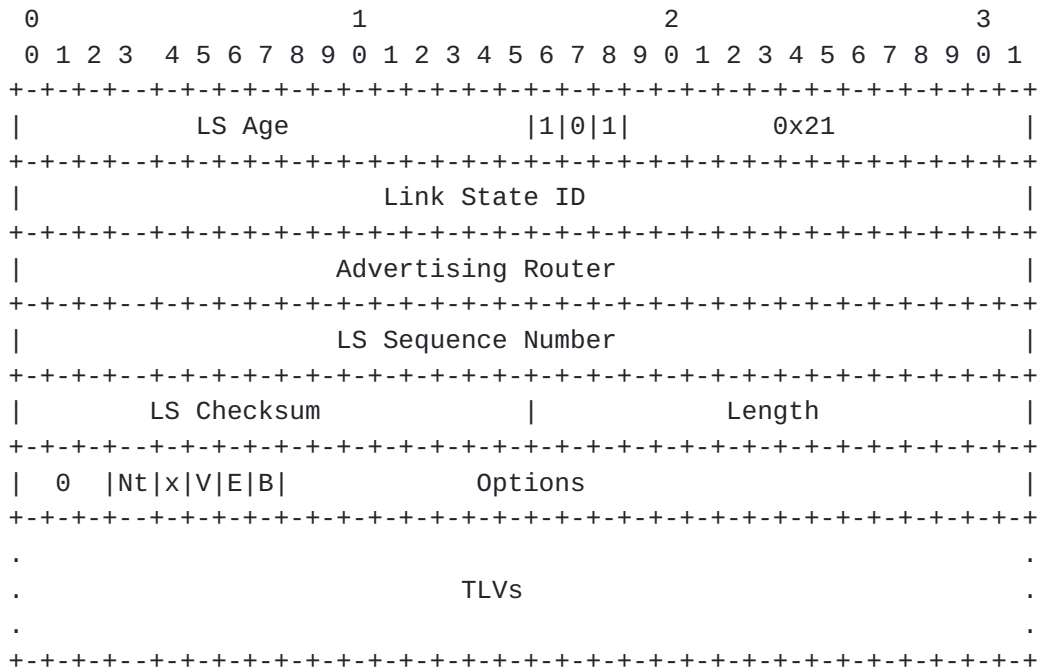 0                    1                   2                   3
 0 1 2 3  4 5 6 7 8 9 0 1 2 3 4 5 6 7 8 9 0 1 2 3 4 5 6 7 8 9 0 1
+-+-+-+--+-+-+-+-+-+-+-+-+-+-+-+-+-+-+-+-+-+-+-+-+-+-+-+-+-+-+-+-+
|           LS Age               |1|0|1|         0x21            |
+-+-+-+--+-+-+-+-+-+-+-+-+-+-+-+-+-+-+-+-+-+-+-+-+-+-+-+-+-+-+-+-+
|                       Link State ID                            |
+-+-+-+--+-+-+-+-+-+-+-+-+-+-+-+-+-+-+-+-+-+-+-+-+-+-+-+-+-+-+-+-+
|                    Advertising Router                          |
+-+-+-+--+-+-+-+-+-+-+-+-+-+-+-+-+-+-+-+-+-+-+-+-+-+-+-+-+-+-+-+-+
|                    LS Sequence Number                          |
+-+-+-+--+-+-+-+-+-+-+-+-+-+-+-+-+-+-+-+-+-+-+-+-+-+-+-+-+-+-+-+-+
|        LS Checksum             |            Length             |
+-+-+-+--+-+-+-+-+-+-+-+-+-+-+-+-+-+-+-+-+-+-+-+-+-+-+-+-+-+-+-+-+
|  0  |Nt|x|V|E|B|            Options                            |
+-+-+-+--+-+-+-+-+-+-+-+-+-+-+-+-+-+-+-+-+-+-+-+-+-+-+-+-+-+-+-+-+
.                                                                .
.                            TLVs                                .
.                                                                .
+-+-+-+--+-+-+-+-+-+-+-+-+-+-+-+-+-+-+-+-+-+-+-+-+-+-+-+-+-+-+-+-+